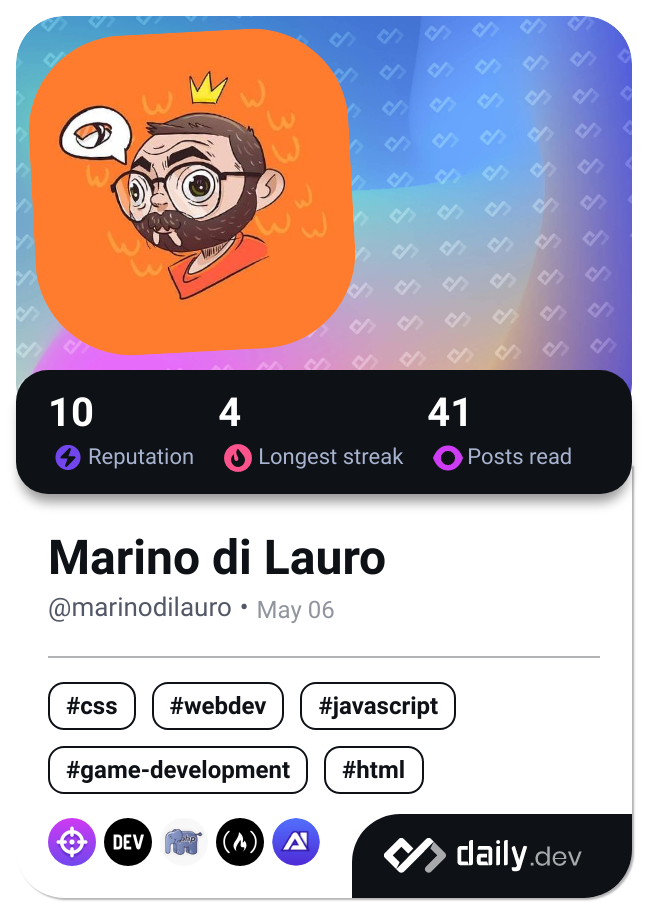 10 4 41
Reputation Longest streak Posts read
Marino di Lauro
@marinodilauro • May 06
#css #webdev #javascript
#game-development #html
DEV php daily.dev